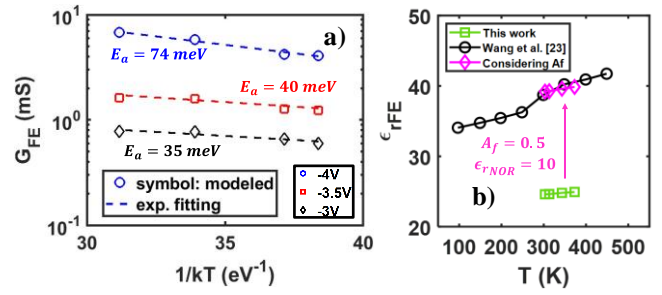 a)
10¹
10⁰
10⁻¹
G_FE (mS)
E_a = 74 meV
E_a = 40 meV
E_a = 35 meV
symbol: modeled
exp. fitting
-4V
-3.5V
-3V
30
35
40
1/kT (eV⁻¹)
This work
Wang et al. [23]
Considering Af
60
50
40
30
20
ϵ_rFE
A_f = 0.5
ϵ_rNOR = 10
b)
100 200 300 400 500
T (K)